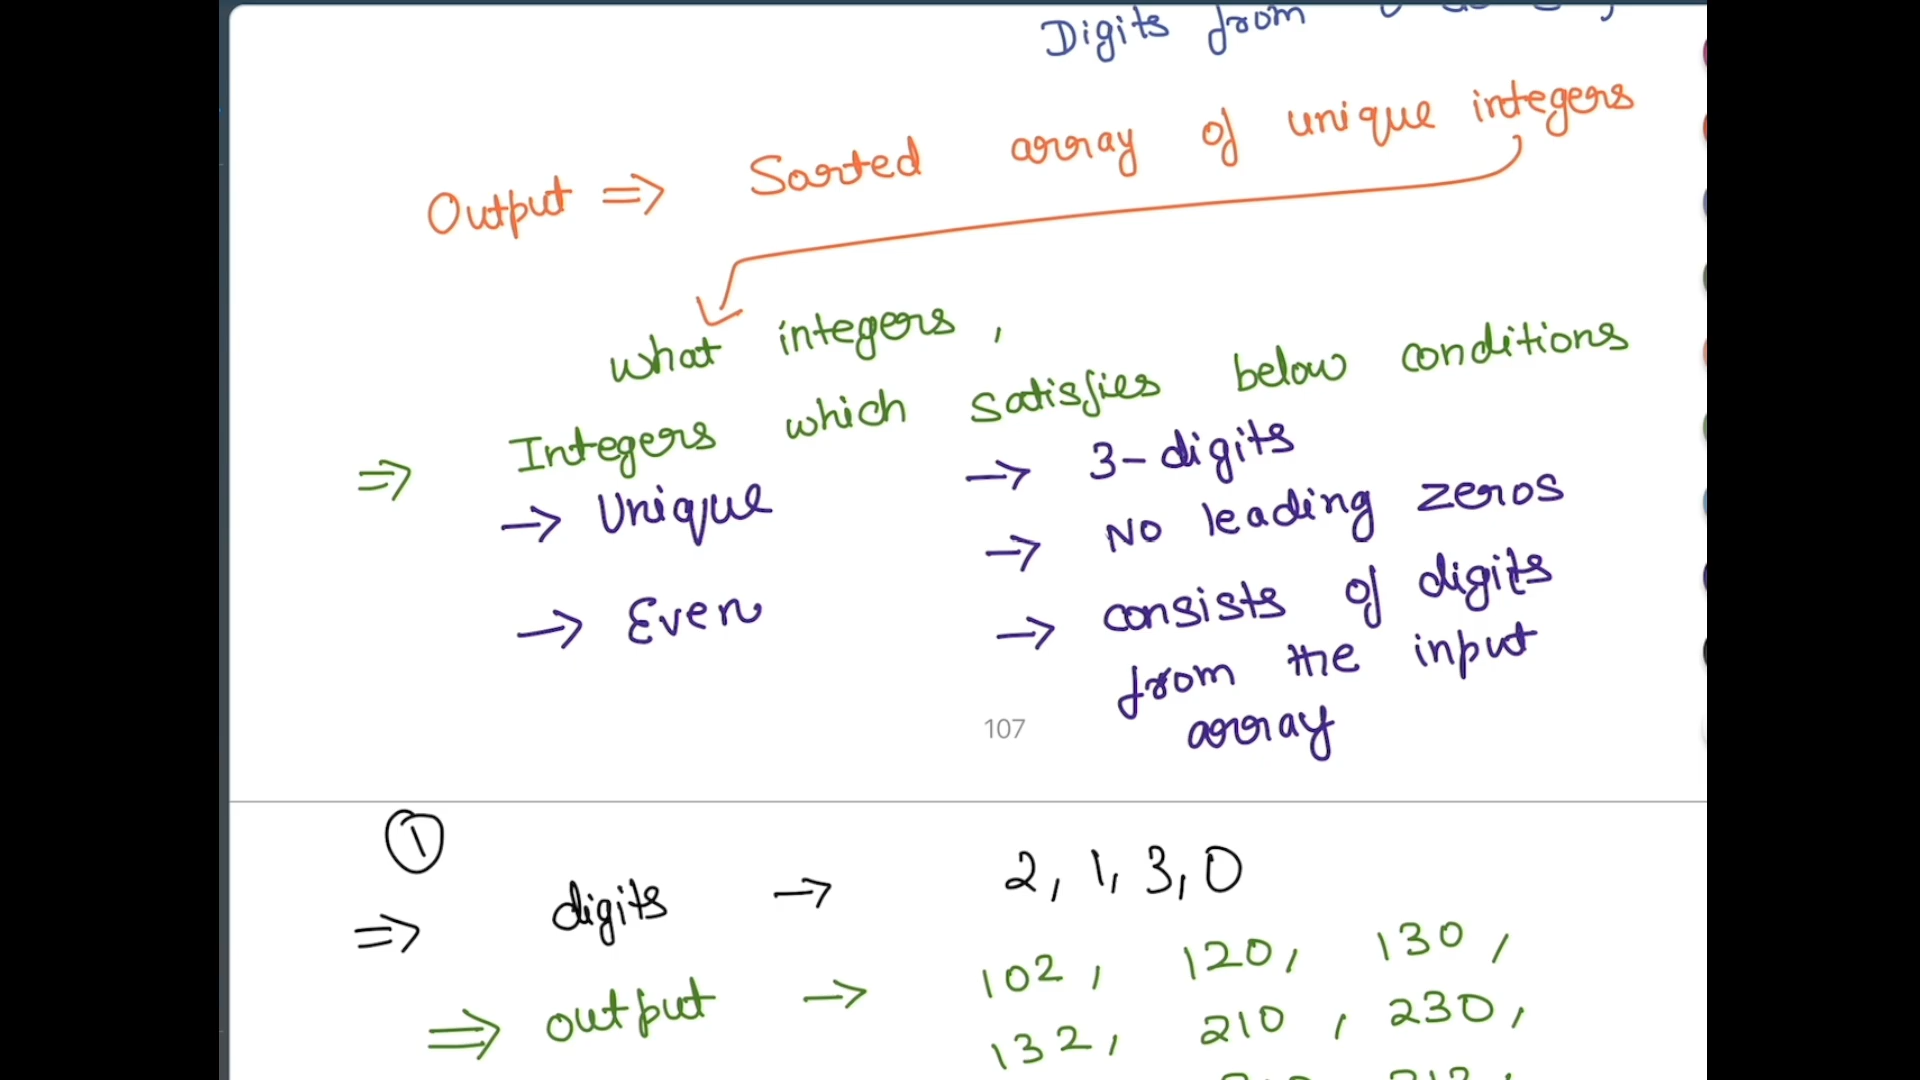 Digits from
Output => Sorted array of unique integers
what integers,
=> Integers which satisfies below conditions
-> Unique
-> 3-digits
-> No leading zeros
-> Even
-> consists of digits
from the input
array
107
①
=> digits -> 2, 1, 3, 0
=> output -> 102, 120, 130,
132, 210, 230,